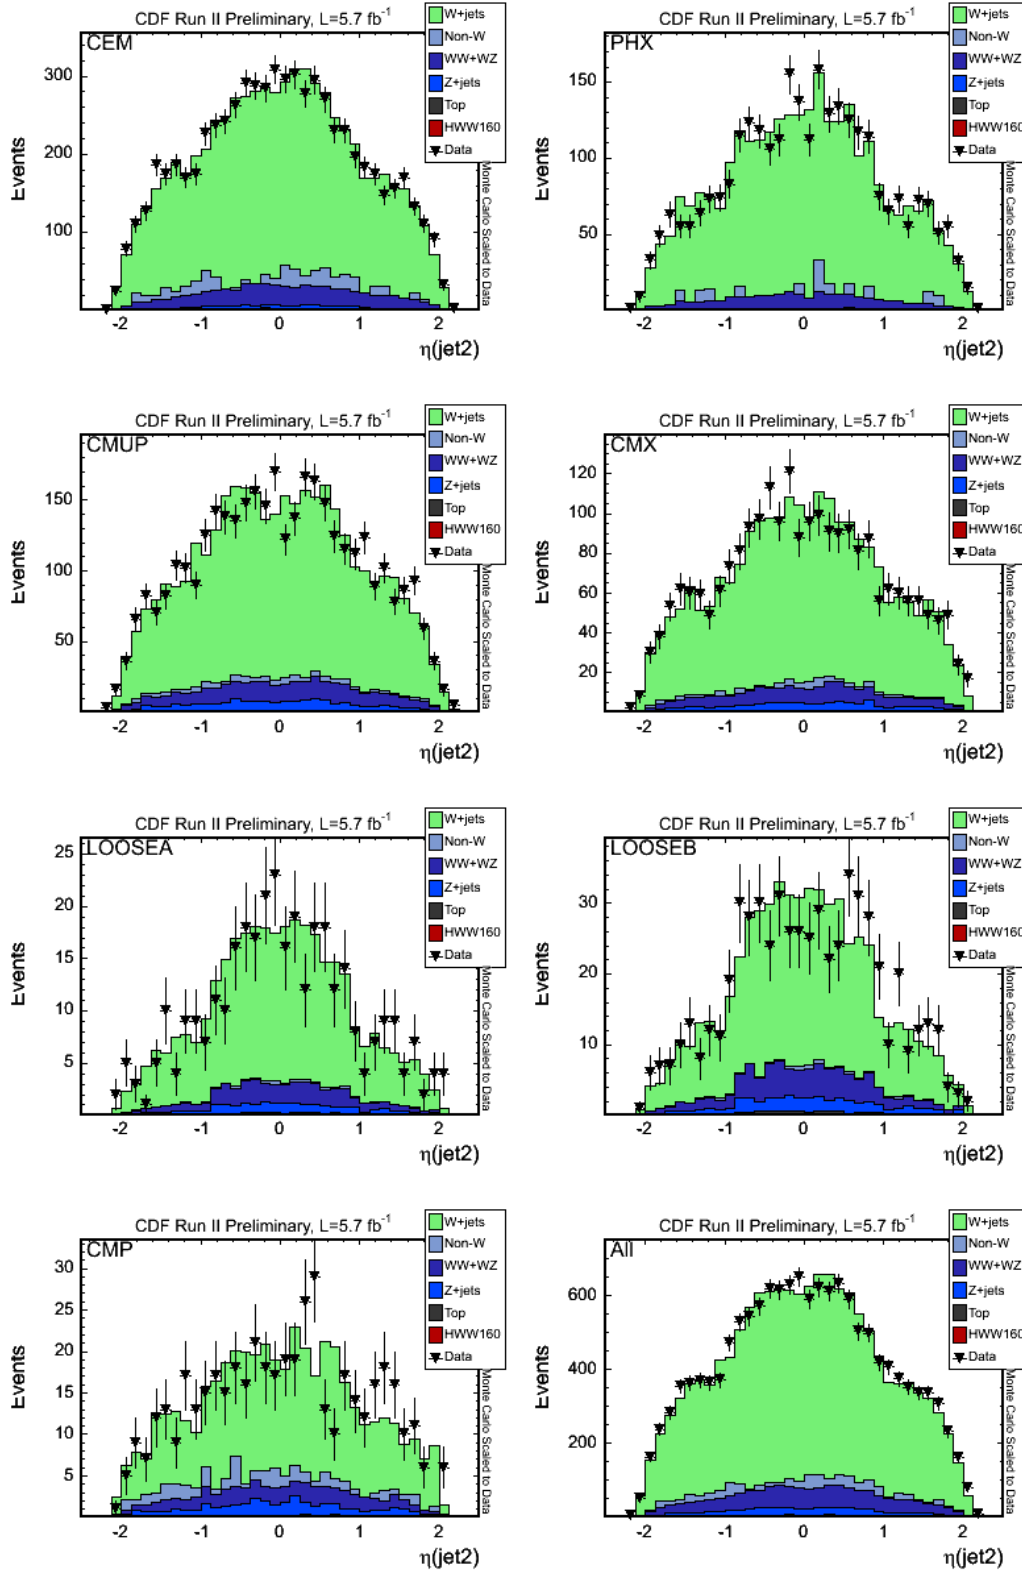 CDF Run II Preliminary, L=5.7 fb⁻¹
CEM
W+jets
Non-W
WW+WZ
Z+jets
Top
HWW160
Data
Monte Carlo Scaled to Data
Events
300
200
100
-2 -1 0 1 2
η(jet2)
CDF Run II Preliminary, L=5.7 fb⁻¹
PHX
W+jets
Non-W
WW+WZ
Z+jets
Top
HWW160
Data
Monte Carlo Scaled to Data
Events
150
100
50
-2 -1 0 1 2
η(jet2)
CDF Run II Preliminary, L=5.7 fb⁻¹
CMUP
W+jets
Non-W
WW+WZ
Z+jets
Top
HWW160
Data
Monte Carlo Scaled to Data
Events
150
100
50
-2 -1 0 1 2
η(jet2)
CDF Run II Preliminary, L=5.7 fb⁻¹
CMX
W+jets
Non-W
WW+WZ
Z+jets
Top
HWW160
Data
Monte Carlo Scaled to Data
Events
120
100
80
60
40
20
-2 -1 0 1 2
η(jet2)
CDF Run II Preliminary, L=5.7 fb⁻¹
LOOSEA
W+jets
Non-W
WW+WZ
Z+jets
Top
HWW160
Data
Monte Carlo Scaled to Data
Events
25
20
15
10
5
-2 -1 0 1 2
η(jet2)
CDF Run II Preliminary, L=5.7 fb⁻¹
LOOSEB
W+jets
Non-W
WW+WZ
Z+jets
Top
HWW160
Data
Monte Carlo Scaled to Data
Events
30
20
10
-2 -1 0 1 2
η(jet2)
CDF Run II Preliminary, L=5.7 fb⁻¹
CMP
W+jets
Non-W
WW+WZ
Z+jets
Top
HWW160
Data
Monte Carlo Scaled to Data
Events
30
25
20
15
10
5
-2 -1 0 1 2
η(jet2)
CDF Run II Preliminary, L=5.7 fb⁻¹
All
W+jets
Non-W
WW+WZ
Z+jets
Top
HWW160
Data
Monte Carlo Scaled to Data
Events
600
400
200
-2 -1 0 1 2
η(jet2)